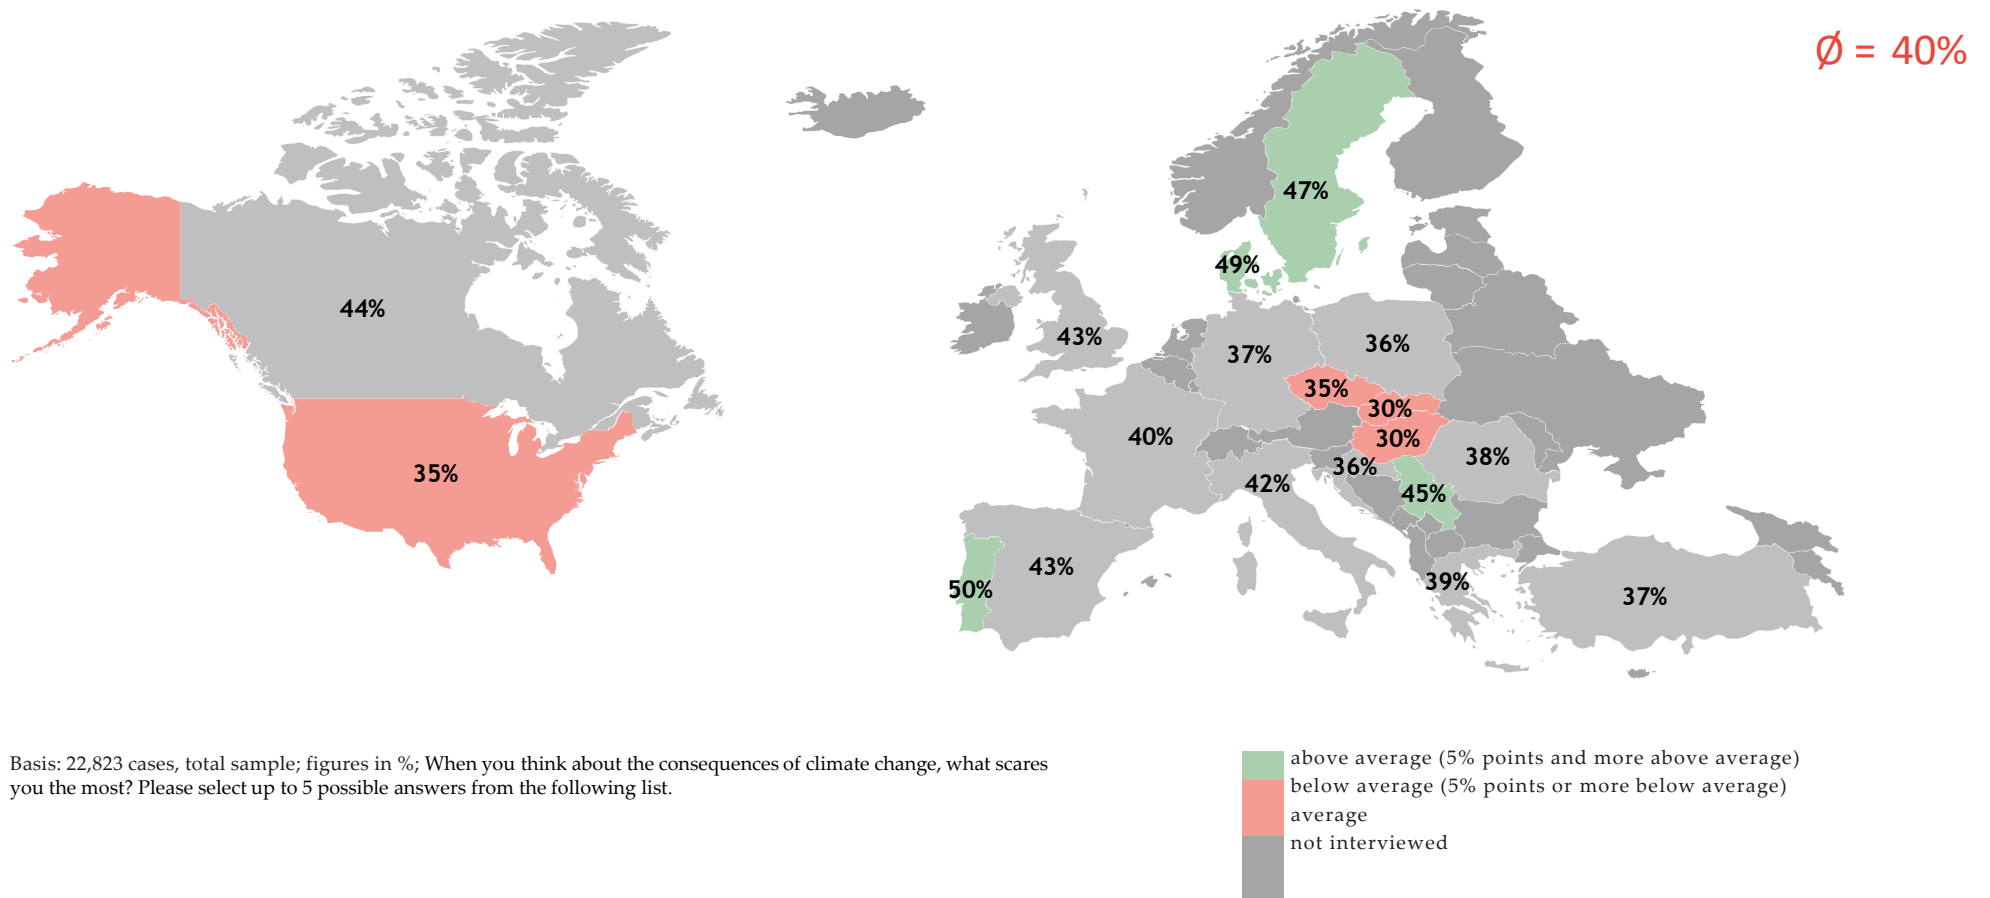 Ø = 40%
47%
49%
44%
43%
36%
37%
35%
30%
40%
30%
38%
36%
35%
42%
45%
43%
39%
50%
37%
Basis: 22,823 cases, total sample; figures in %; When you think about the consequences of climate change, what scares
you the most? Please select up to 5 possible answers from the following list.
above average (5% points and more above average)
below average (5% points or more below average)
average
not interviewed